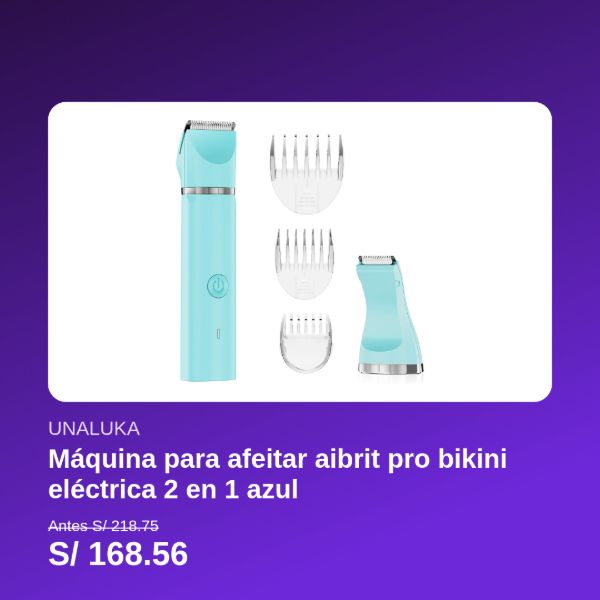 UNALUKA
Máquina para afeitar aibrit pro bikini
eléctrica 2 en 1 azul
Antes S/ 218.75
S/ 168.56